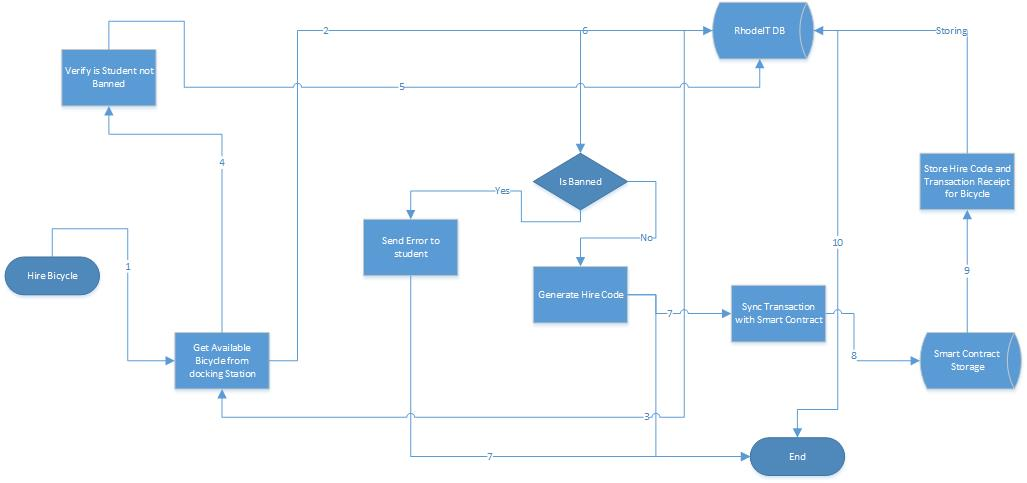 2
6
RhodeIT DB
Storing
Verify is Student not
Banned
5
4
Is Banned
Yes
Store Hire Code and
Transaction Receipt
for Bicycle
Send Error to
student
No
10
1
Hire Bicycle
9
Generate Hire Code
7
Sync Transaction
with Smart Contract
8
Get Available
Bicycle from
docking Station
Smart Contract
Storage
3
7
End